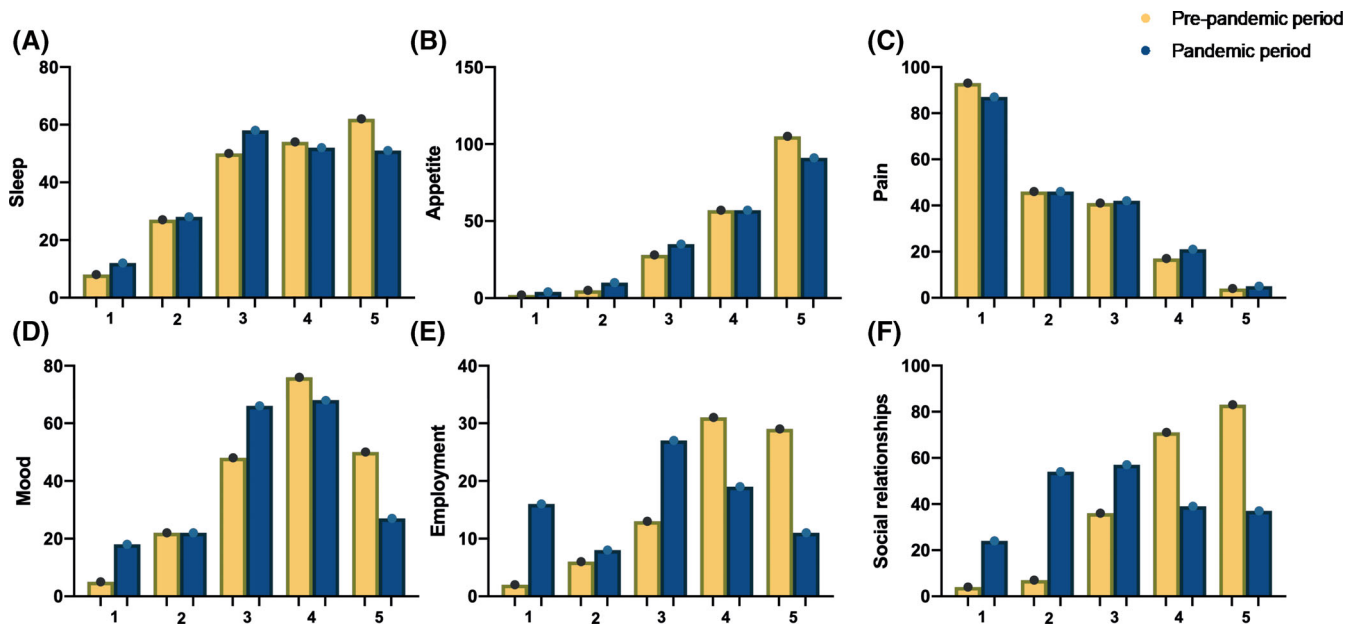 Pre-pandemic period
Pandemic period
(A)
80
60
40
20
0
Sleep
1 2 3 4 5
(B)
150
100
50
0
Appetite
1 2 3 4 5
(C)
100
80
60
40
20
0
Pain
1 2 3 4 5
(D)
80
60
40
20
0
Mood
1 2 3 4 5
(E)
40
30
20
10
0
Employment
1 2 3 4 5
(F)
100
80
60
40
20
0
Social relationships
1 2 3 4 5